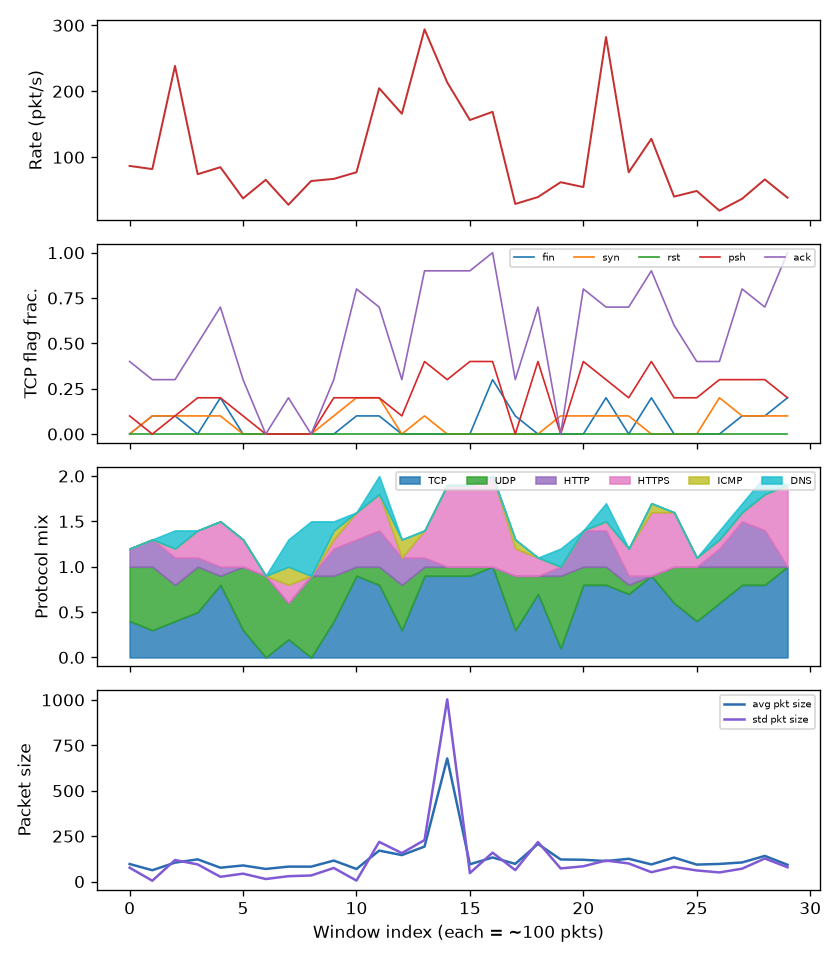 300
200
100
Rate (pkt/s)
1.00
0.75
0.50
0.25
0.00
TCP flag frac.
fin syn rst psh ack
2.0
1.5
1.0
0.5
0.0
Protocol mix
TCP UDP HTTP HTTPS ICMP DNS
1000
750
500
250
0
Packet size
avg pkt size
std pkt size
0 5 10 15 20 25 30
Window index (each = ~100 pkts)